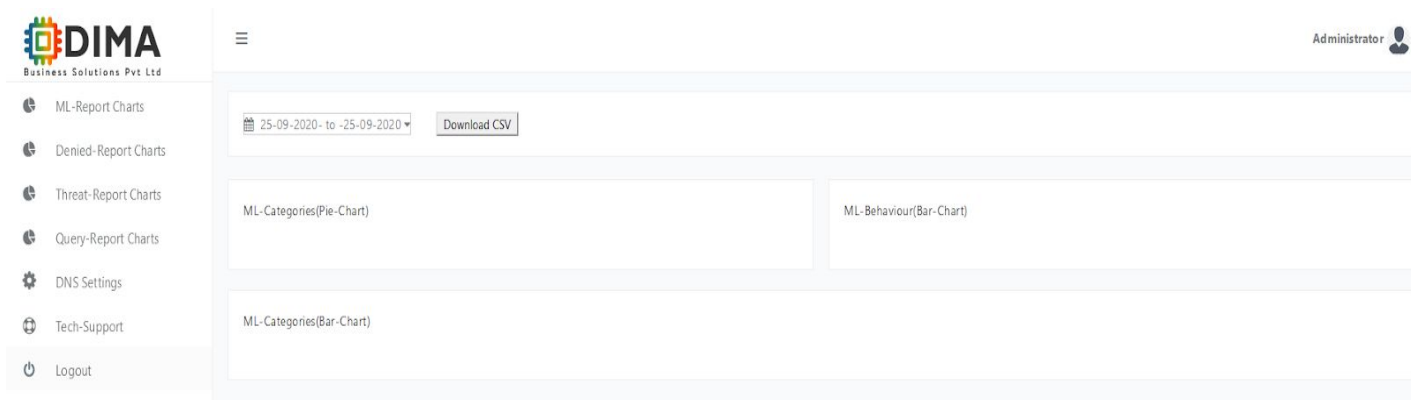 DIMA
Business Solutions Pvt Ltd
Administrator
ML-Report Charts
Denied-Report Charts
Threat-Report Charts
Query-Report Charts
DNS Settings
Tech-Support
Logout
25-09-2020- to -25-09-2020
Download CSV
ML-Categories(Pie-Chart)
ML-Behaviour(Bar-Chart)
ML-Categories(Bar-Chart)